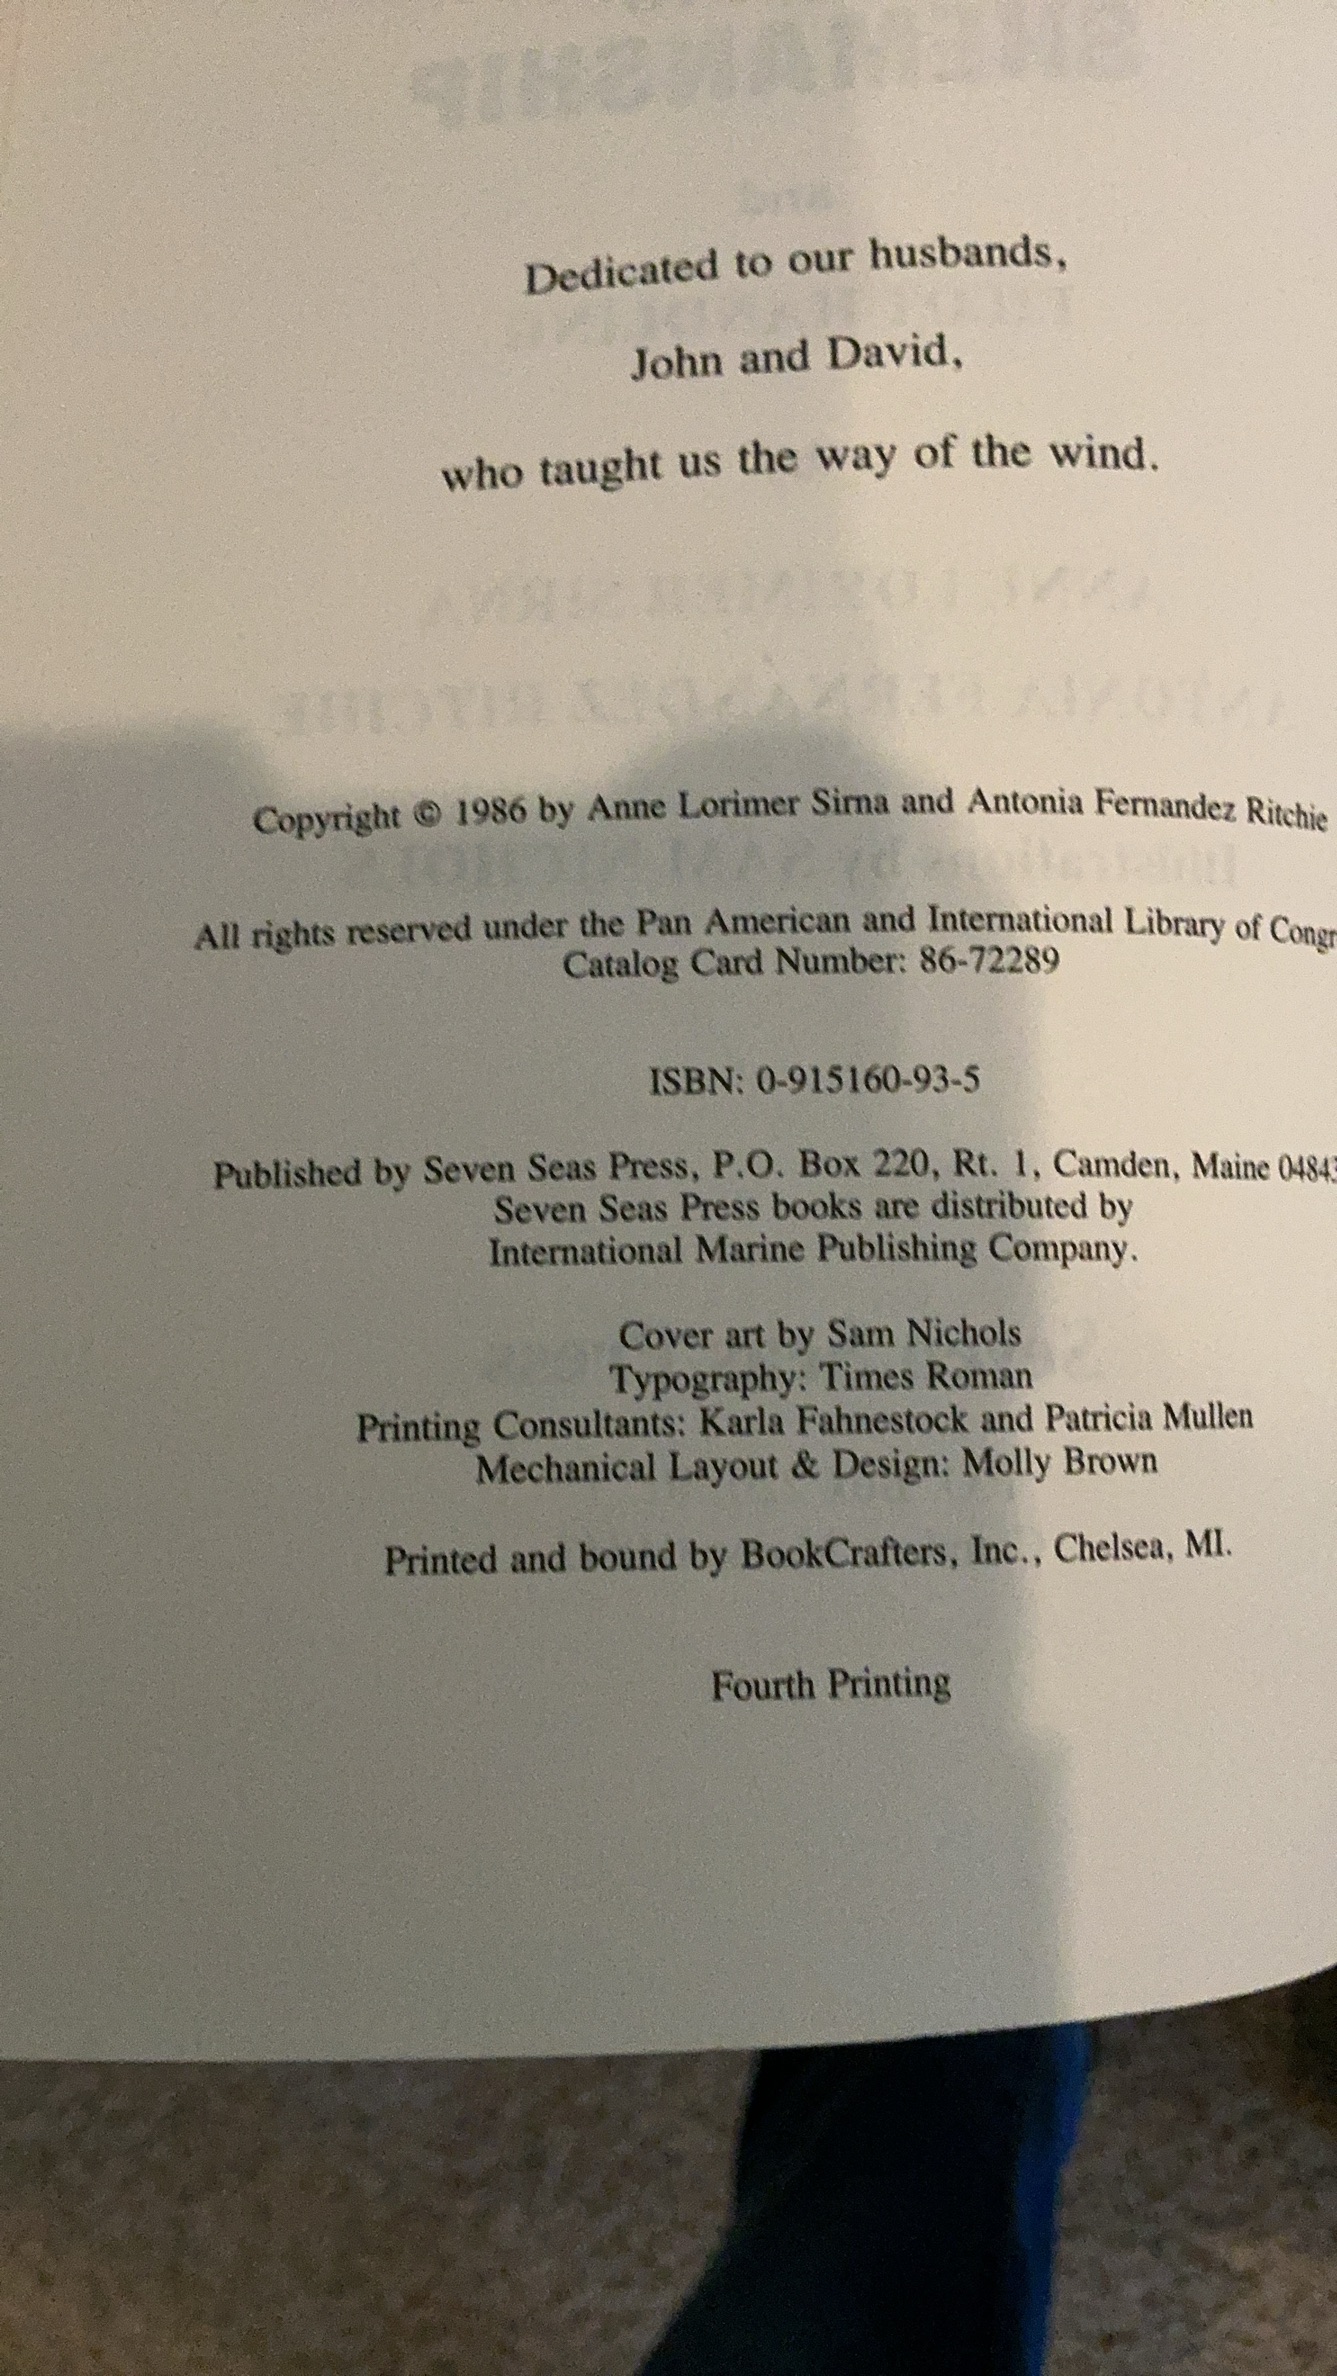 Dedicated to our husbands,
John and David,
who taught us the way of the wind.
Copyright © 1986 by Anne Lorimer Sirna and Antonia Fernandez Ritchie
All rights reserved under the Pan American and International Library of Congr
Catalog Card Number: 86-72289
ISBN: 0-915160-93-5
Published by Seven Seas Press, P.O. Box 220, Rt. 1, Camden, Maine 04843
Seven Seas Press books are distributed by
International Marine Publishing Company.
Cover art by Sam Nichols
Typography: Times Roman
Printing Consultants: Karla Fahnestock and Patricia Mullen
Mechanical Layout & Design: Molly Brown
Printed and bound by BookCrafters, Inc., Chelsea, MI.
Fourth Printing